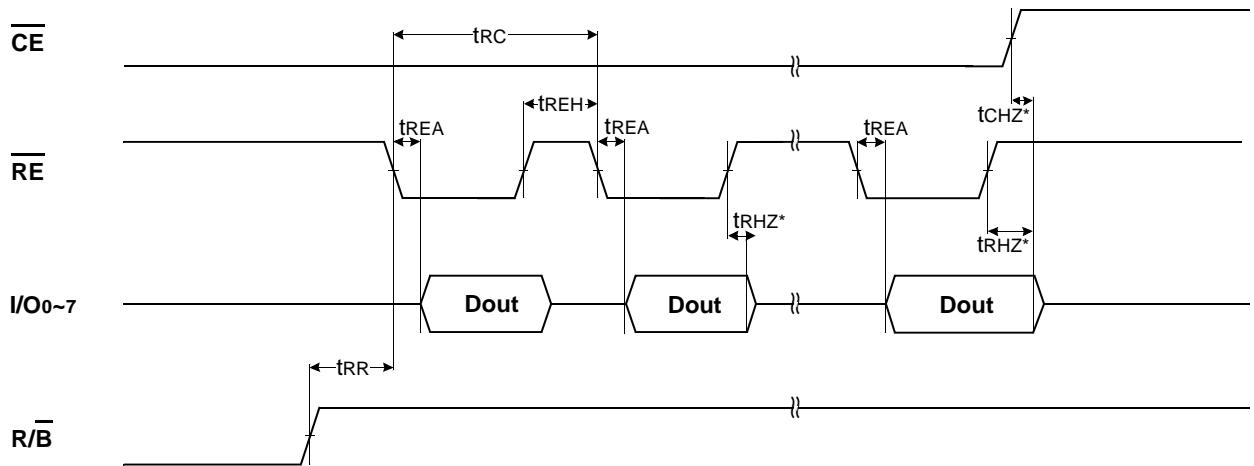 CE
tRC
tREH
tCHZ*
tREA
tREA
tREA
RE
tRHZ*
tRHZ*
I/O0~7
Dout
Dout
Dout
tRR
R/B